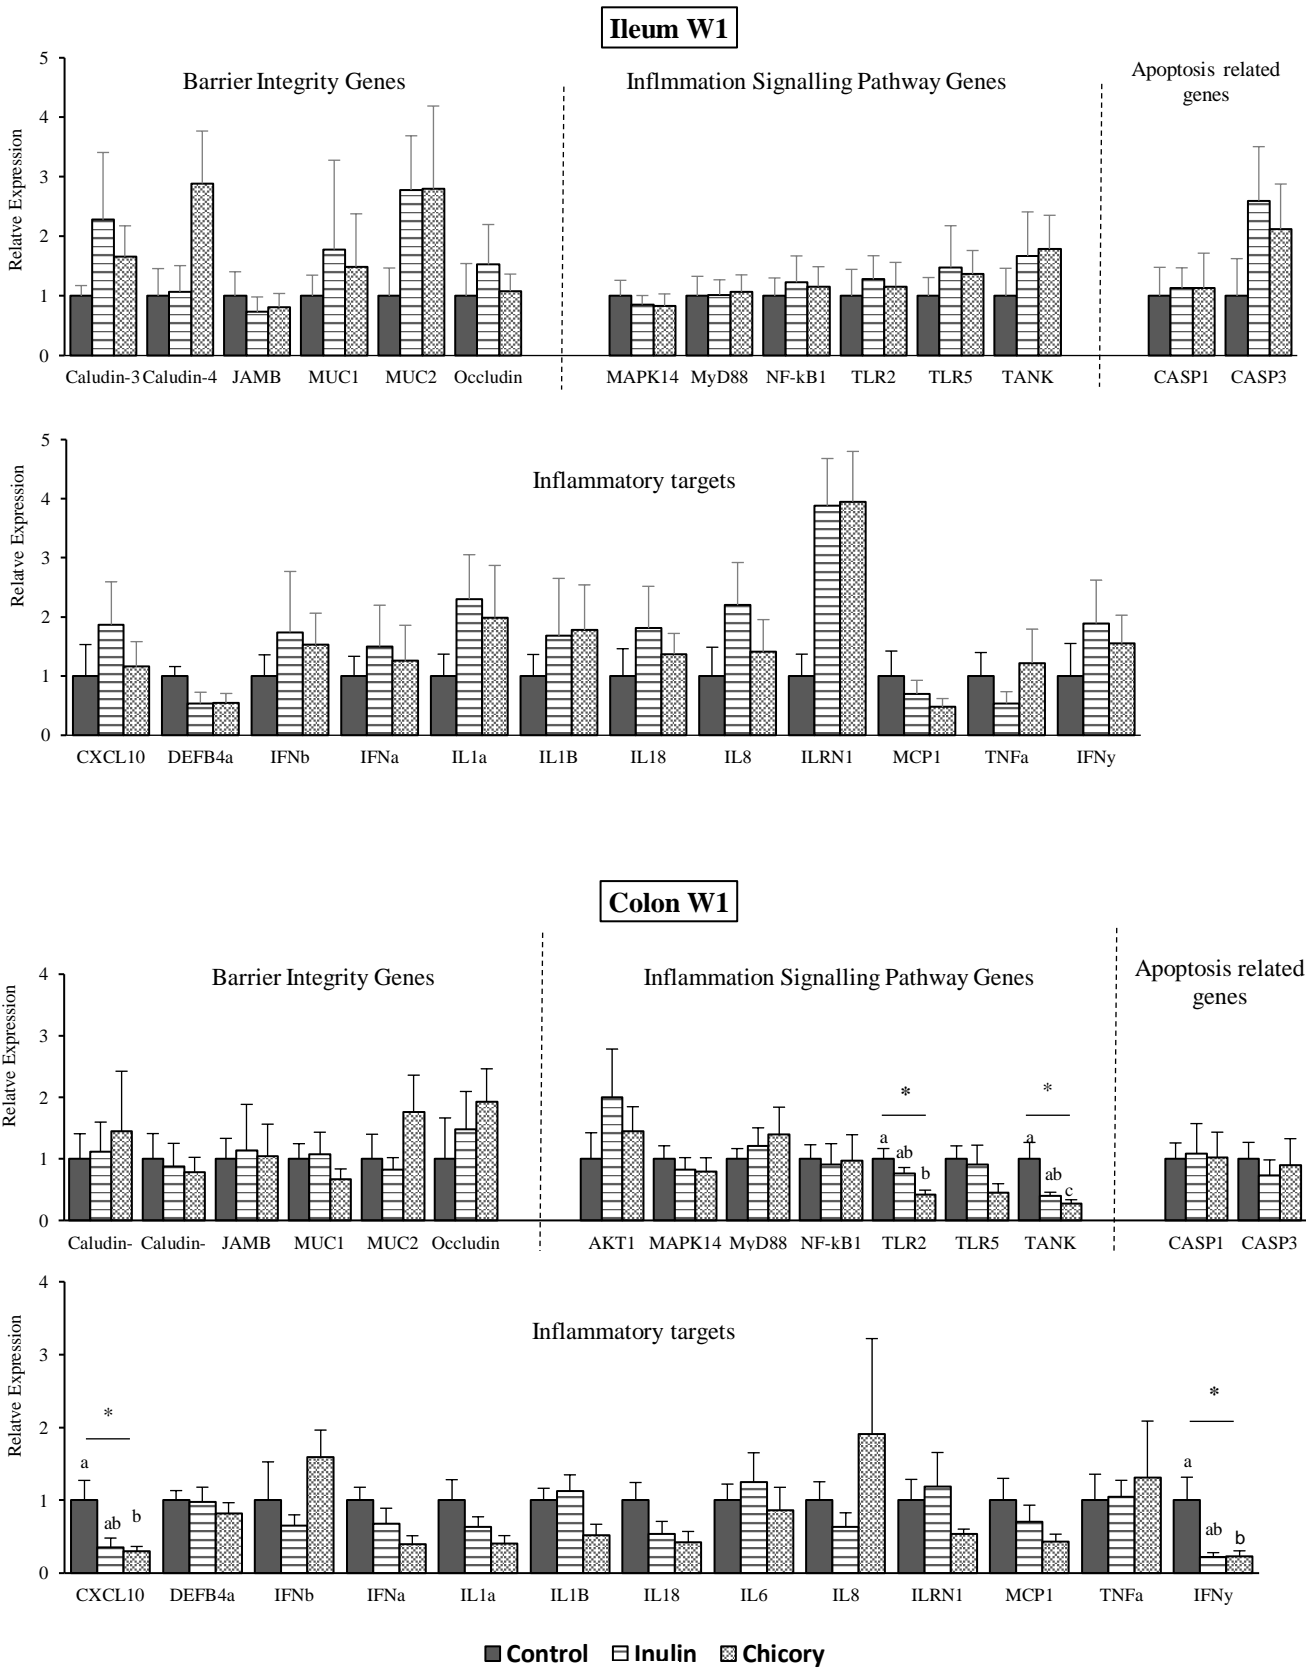 Ileum W1
Barrier Integrity Genes
Inflmmation Signalling Pathway Genes
Apoptosis related
genes
Relatve Expression
5
4
3
2
1
0
Caludin-3 Caludin-4 JAMB MUC1 MUC2 Occludin MAPK14 MyD88 NF-kB1 TLR2 TLR5 TANK CASP1 CASP3
Inflammatory targets
Relatve Expression
5
4
3
2
1
0
CXCL10 DEFB4a IFNb IFNa IL1a IL1B IL18 IL8 ILRN1 MCP1 TNFa IFNy
Colon W1
Barrier Integrity Genes
Inflammation Signalling Pathway Genes
Apoptosis related
genes
Relatve Expression
4
3
2
1
0
*
a
ab
b
*
a
ab
c
Caludin- Caludin- JAMB MUC1 MUC2 Occludin AKT1 MAPK14 MyD88 NF-kB1 TLR2 TLR5 TANK CASP1 CASP3
Inflammatory targets
Relatve Expression
4
3
2
1
0
*
a
ab
b
*
a
ab
b
CXCL10 DEFB4a IFNb IFNa IL1a IL1B IL18 IL6 IL8 ILRN1 MCP1 TNFa IFNy
Control Inulin Chicory